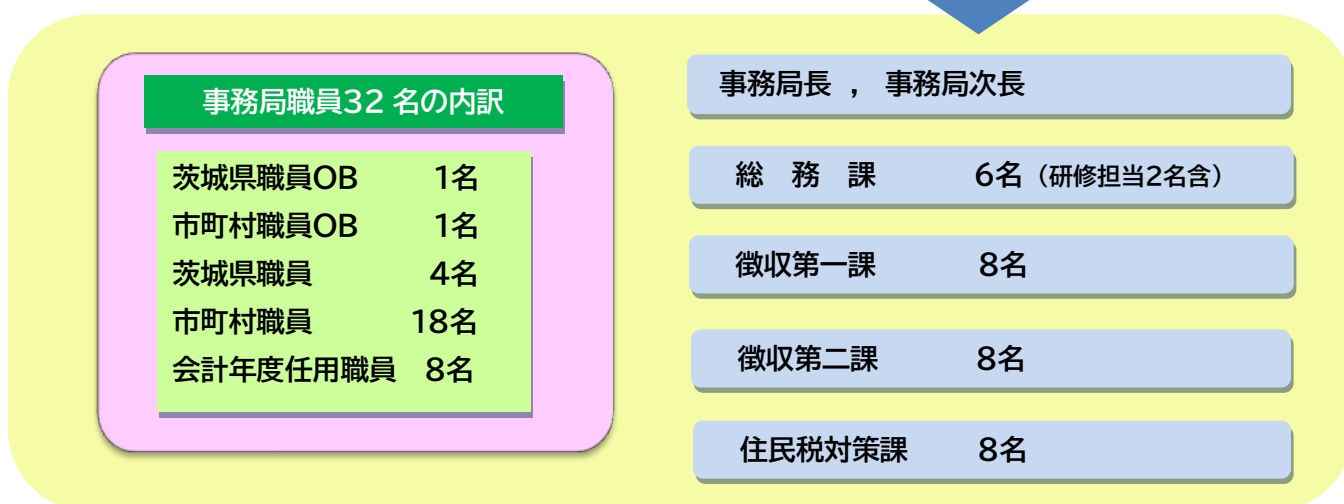 事務局職員32 名の内訳
茨城県職員OB 1名
市町村職員OB 1名
茨城県職員 4名
市町村職員 18名
会計年度任用職員 8名
事務局長 , 事務局次長
総 務 課 6名（研修担当2名含）
徴収第一課 8名
徴収第二課 8名
住民税対策課 8名